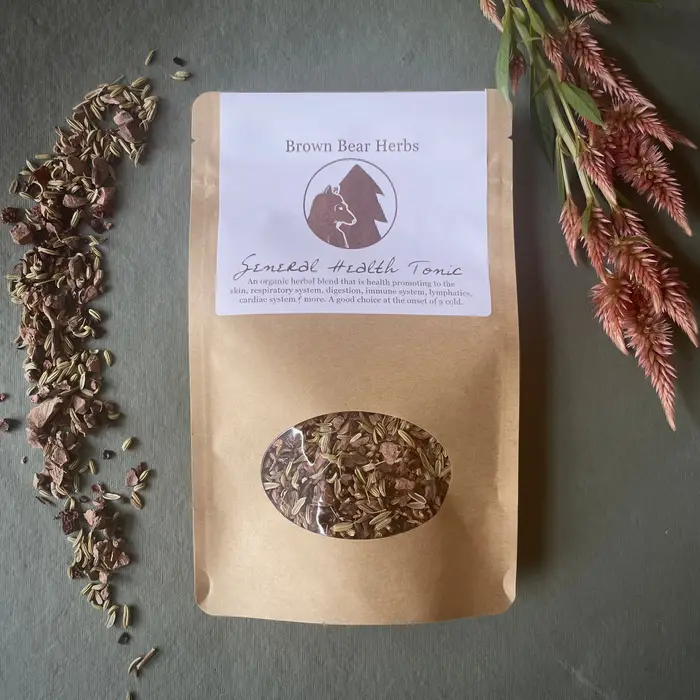 Brown Bear Herbs
General Health Tonic
An organic herbal blend that is health promoting to the
skin, respiratory system, digestion, immune system, lymphatics,
cardiac system & more. A good choice at the onset of a cold.